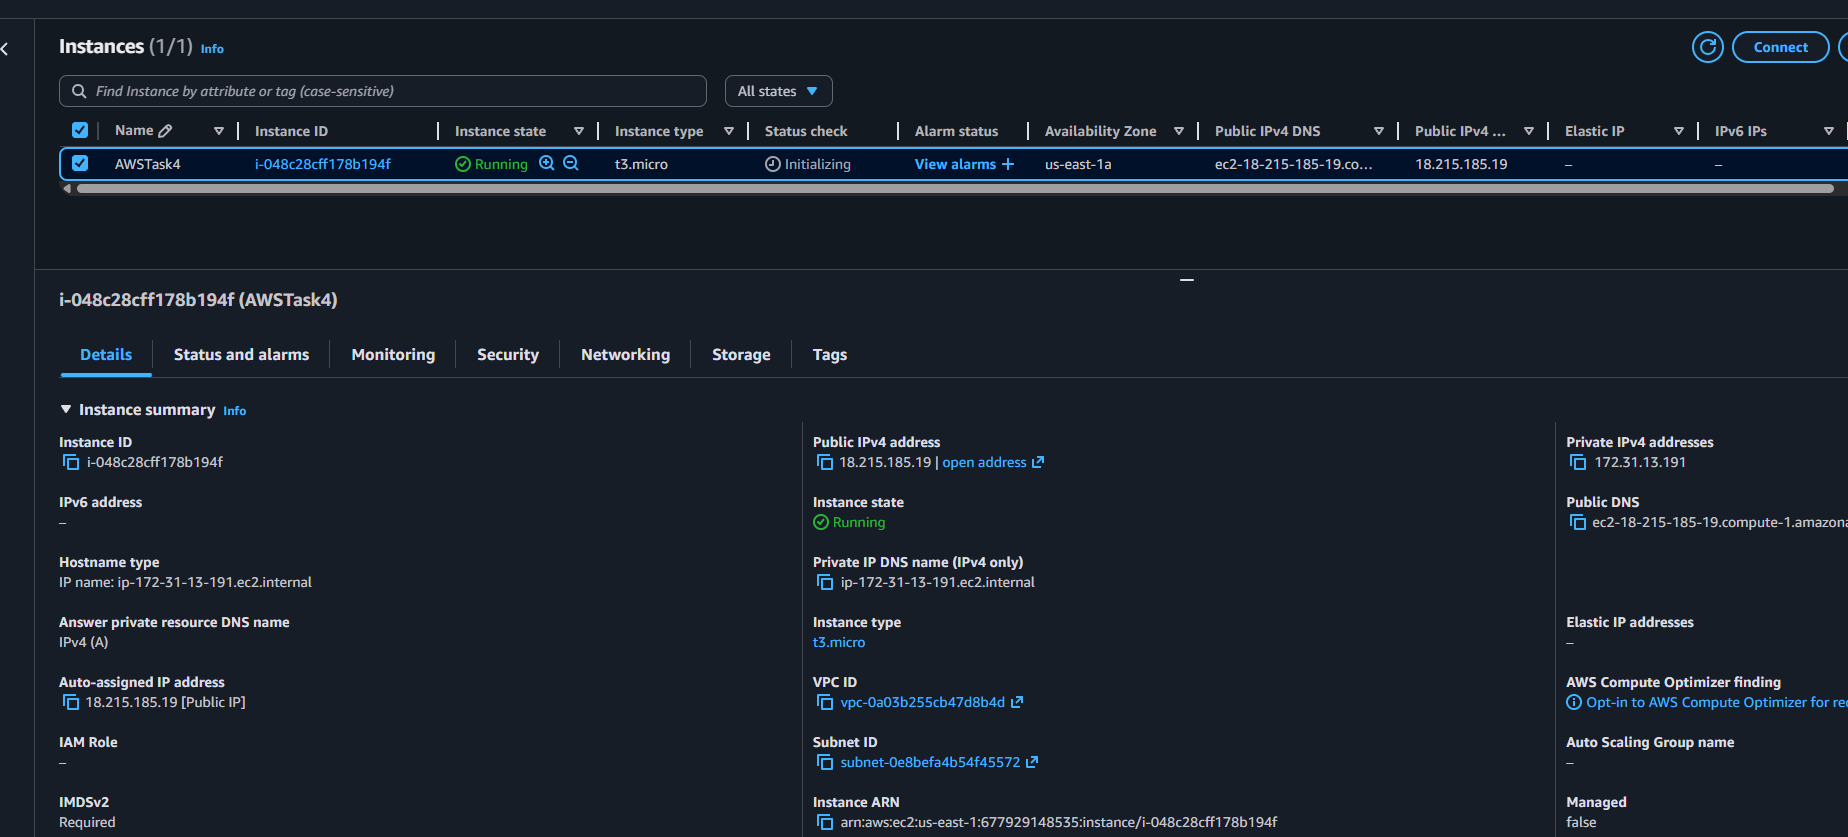 Instances (1/1) Info
Connect
Find Instance by attribute or tag (case-sensitive)
All states
Name Instance ID Instance state Instance type Status check Alarm status Availability Zone Public IPv4 DNS Public IPv4 ... Elastic IP IPv6 IPs
AWSTask4 i-048c28cff178b194f Running t3.micro Initializing View alarms + us-east-1a ec2-18-215-185-19.co... 18.215.185.19 – –
i-048c28cff178b194f (AWSTask4)
Details Status and alarms Monitoring Security Networking Storage Tags
Instance summary Info
Instance ID
i-048c28cff178b194f
Public IPv4 address
18.215.185.19 | open address
Private IPv4 addresses
172.31.13.191
IPv6 address
–
Instance state
Running
Public DNS
ec2-18-215-185-19.compute-1.amazona
Hostname type
IP name: ip-172-31-13-191.ec2.internal
Private IP DNS name (IPv4 only)
ip-172-31-13-191.ec2.internal
Answer private resource DNS name
IPv4 (A)
Instance type
t3.micro
Elastic IP addresses
–
Auto-assigned IP address
18.215.185.19 [Public IP]
VPC ID
vpc-0a03b255cb47d8b4d
AWS Compute Optimizer finding
Opt-in to AWS Compute Optimizer for re
IAM Role
–
Subnet ID
subnet-0e8befa4b54f45572
Auto Scaling Group name
–
IMDSv2
Required
Instance ARN
arn:aws:ec2:us-east-1:677929148535:instance/i-048c28cff178b194f
Managed
false